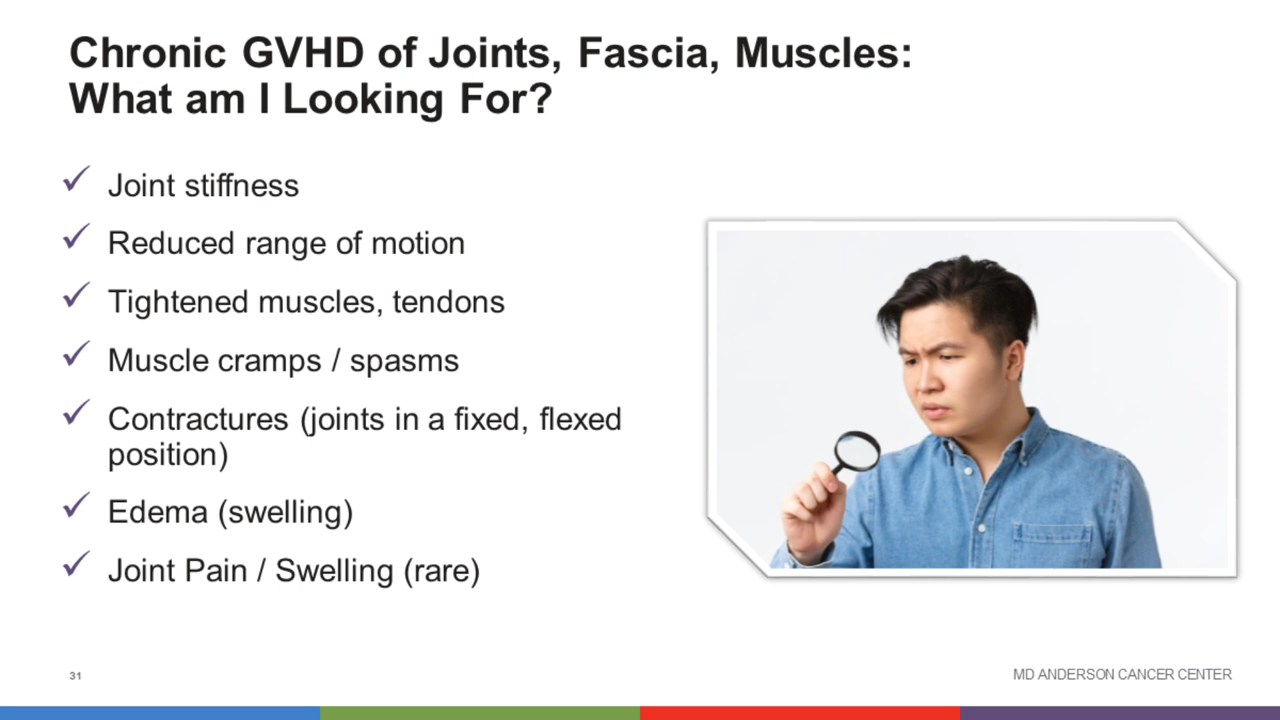 Chronic GVHD of Joints, Fascia, Muscles:
What am I Looking For?
Joint stiffness
Reduced range of motion
Tightened muscles, tendons
Muscle cramps / spasms
Contractures (joints in a fixed, flexed
position)
Edema (swelling)
Joint Pain / Swelling (rare)
31
MD ANDERSON CANCER CENTER